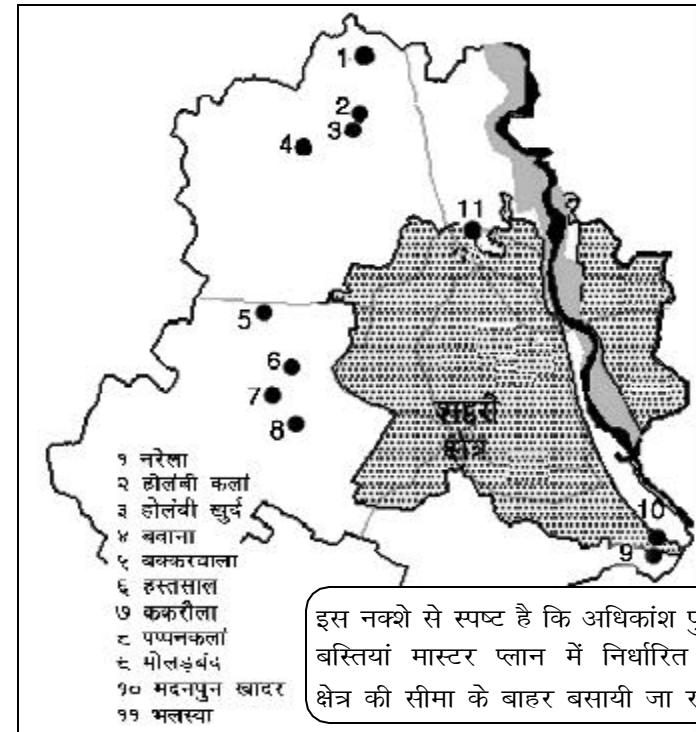 1
2
3
4
11
5
6
7
8
शहरी
क्षेत्र
10
9
१ नरेला
२ होलंबी कलां
३ होलंबी खुर्द
४ बवाना
५ बक्करवाला
६ हस्तसाल
७ ककरौला
८ पप्पनकलां
९ मोलड़बंद
१० मदनपुन खादर
११ भलस्या
इस नक्शे से स्पष्ट है कि अधिकांश
बस्तियां मास्टर प्लान में निर्धारित
क्षेत्र की सीमा के बाहर बसायी जा